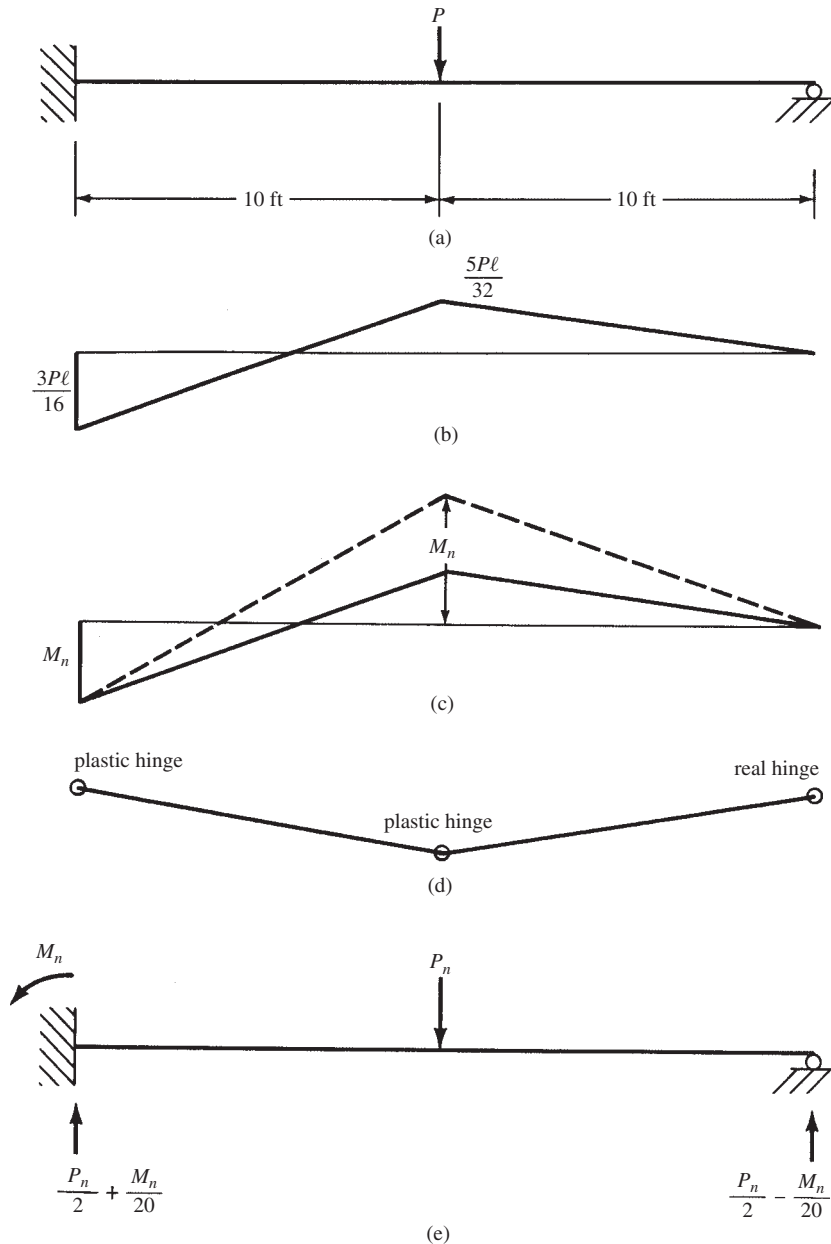 P
10 ft
10 ft
(a)
5Pℓ
32
3Pℓ
16
(b)
M_n
M_n
(c)
plastic hinge
real hinge
plastic hinge
(d)
M_n
P_n
P_n/2 + M_n/20
P_n/2 − M_n/20
(e)